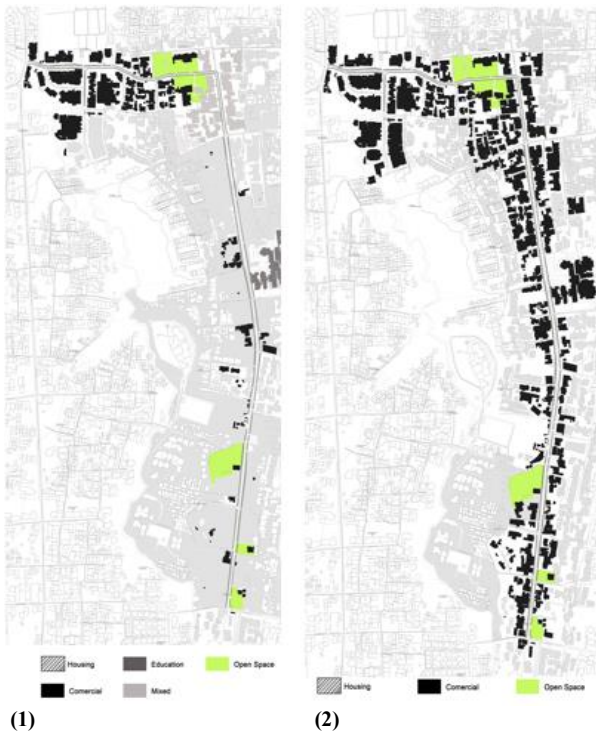 Housing Education Open Space
Comercial Mixed
Housing Comercial Open Space
(1) (2)